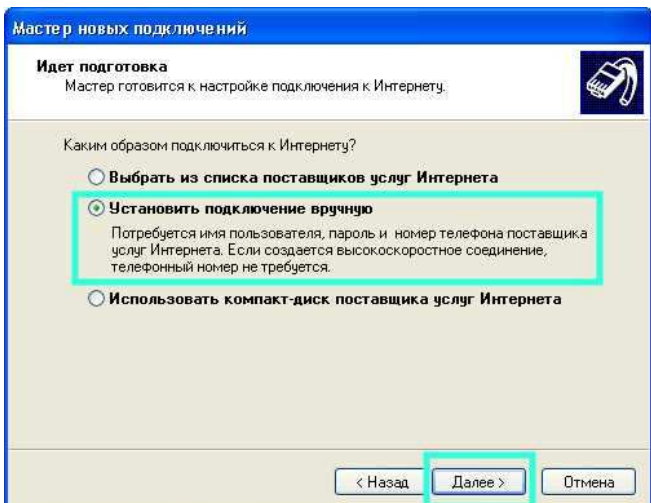 Мастер новых подключений
Идет подготовка
Мастер готовится к настройке подключения к Интернету.
Каким образом подключиться к Интернету?
Выбрать из списка поставщиков услуг Интернета
Установить подключение вручную
Потребуется имя пользователя, пароль и номер телефона поставщика
услуг Интернета. Если создается высокоскоростное соединение,
телефонный номер не требуется.
Использовать компакт-диск поставщика услуг Интернета
< Назад Далее > Отмена